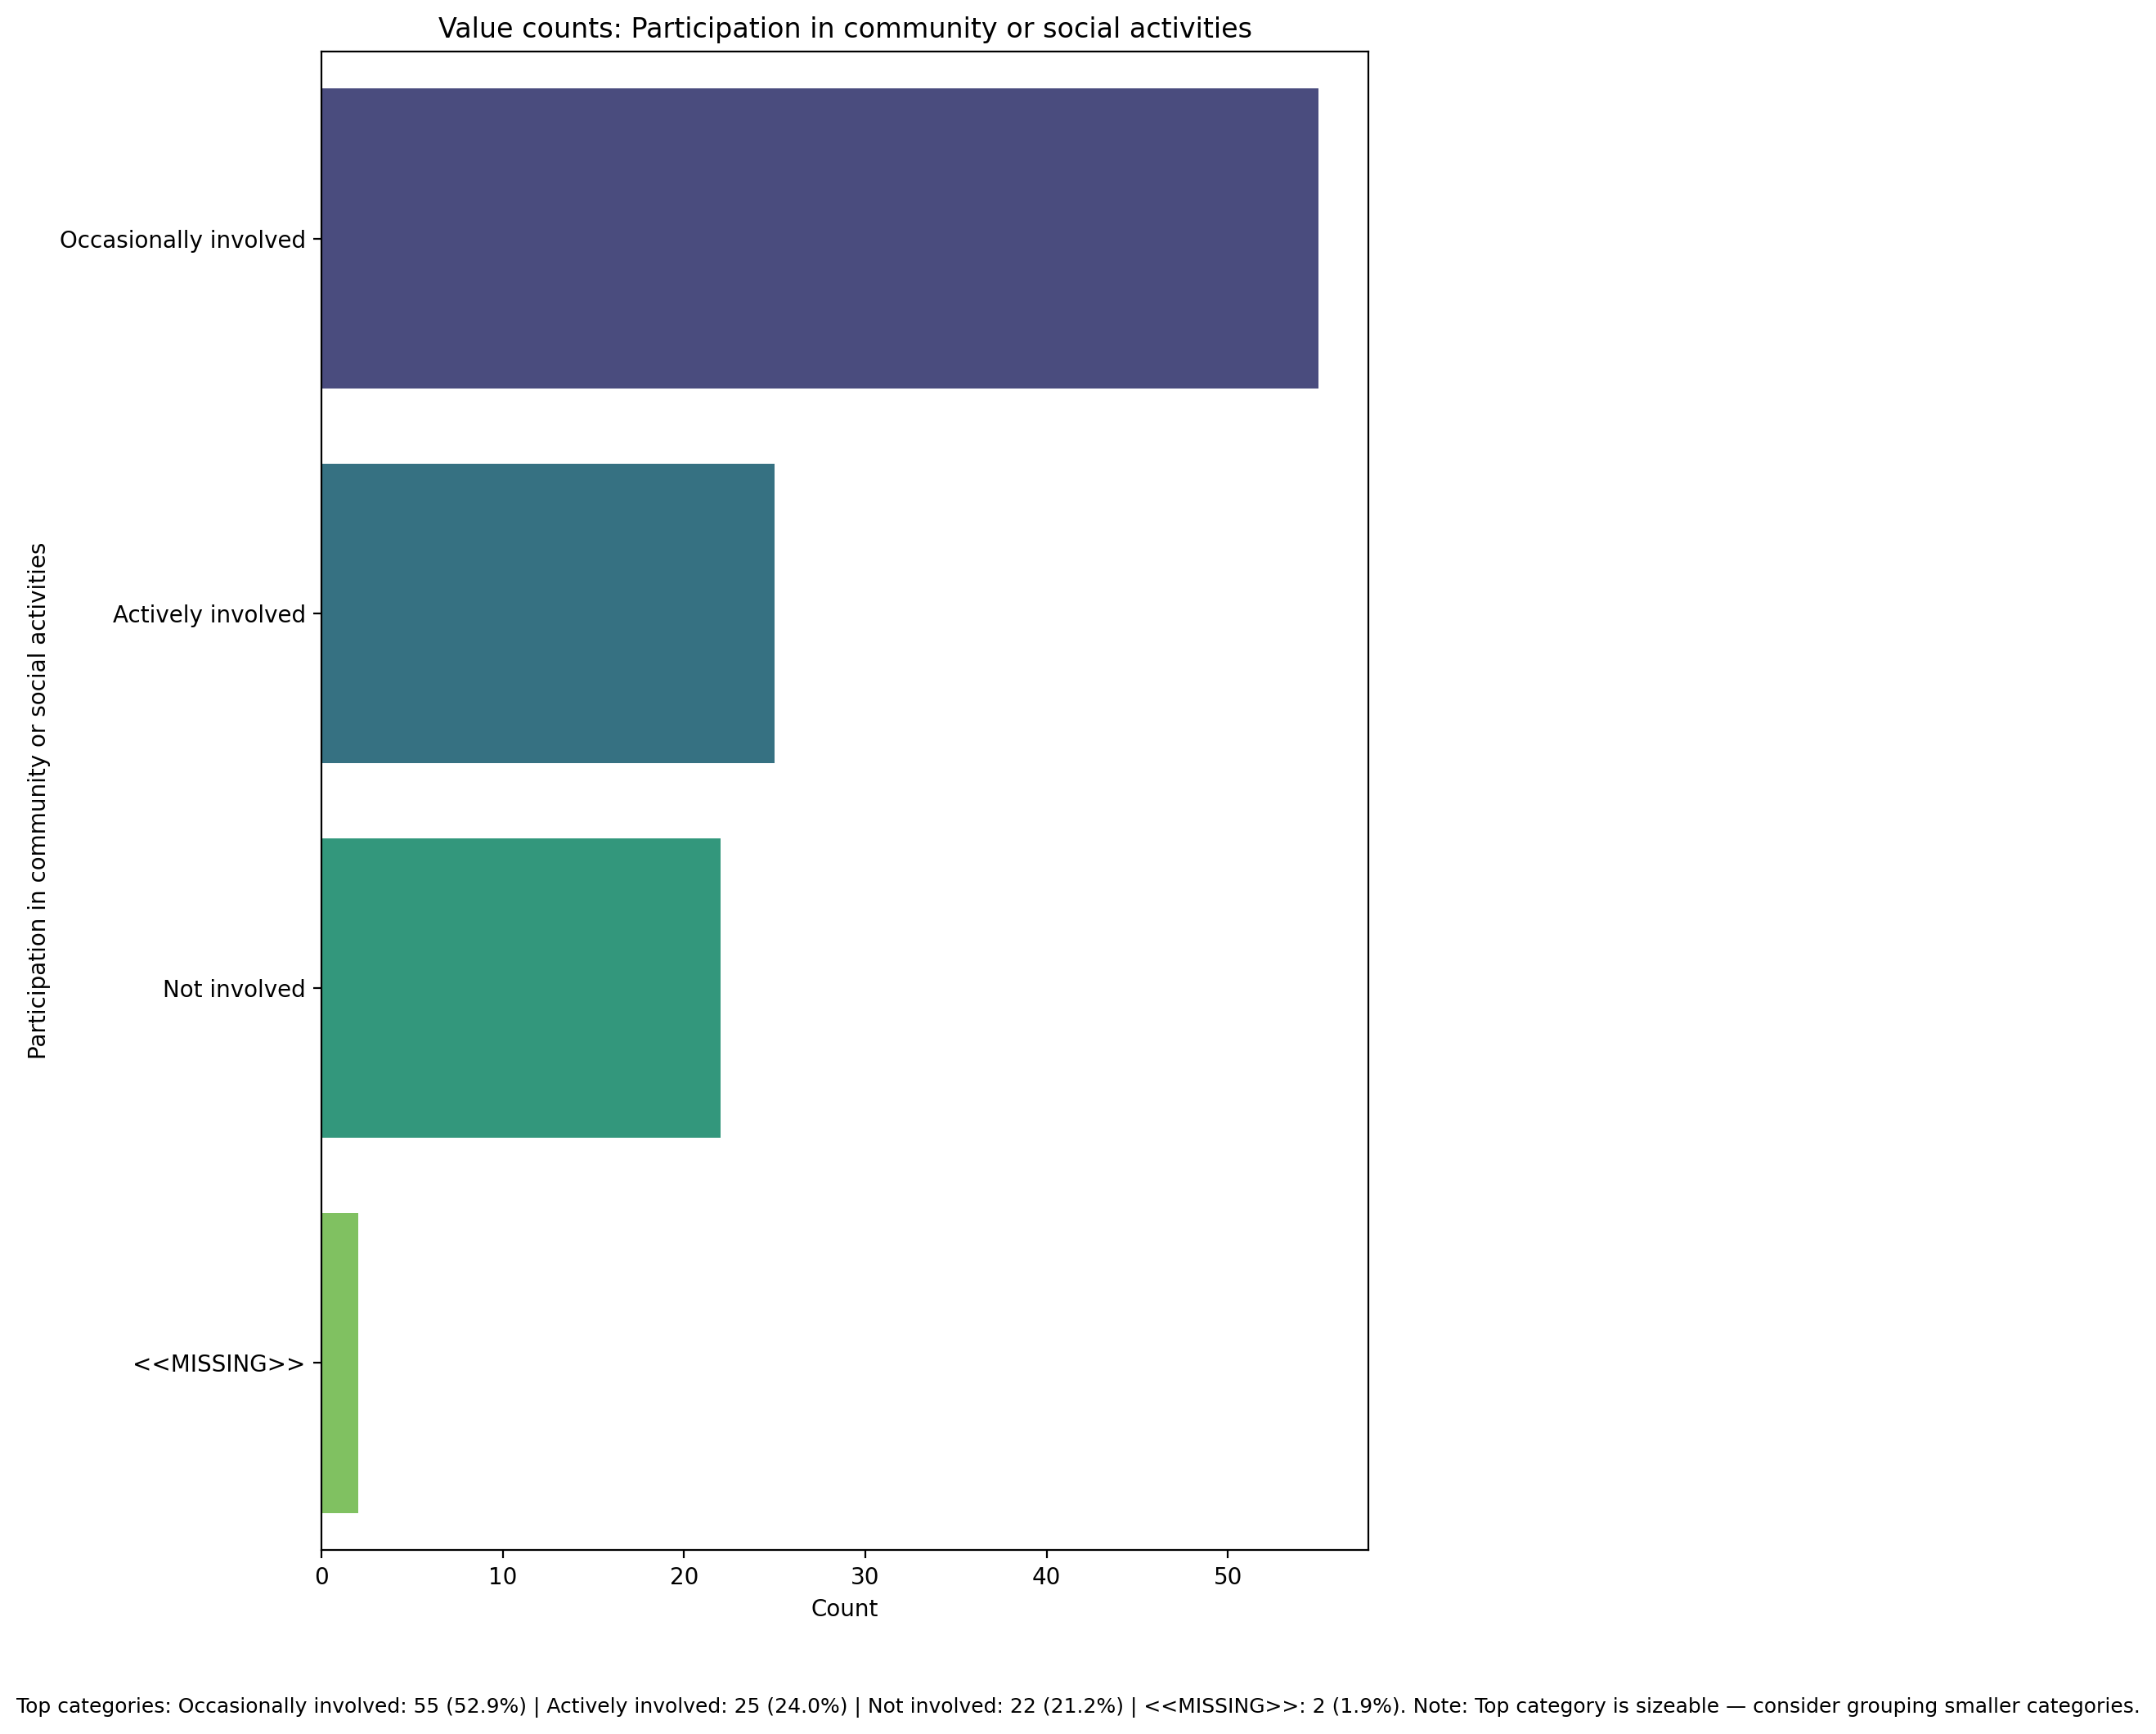 Value counts: Participation in community or social activities
Participation in community or social activities
Occasionally involved
Actively involved
Not involved
<<MISSING>>
0 10 20 30 40 50
Count
Top categories: Occasionally involved: 55 (52.9%) | Actively involved: 25 (24.0%) | Not involved: 22 (21.2%) | <<MISSING>>: 2 (1.9%). Note: Top category is sizeable — consider grouping smaller categories.